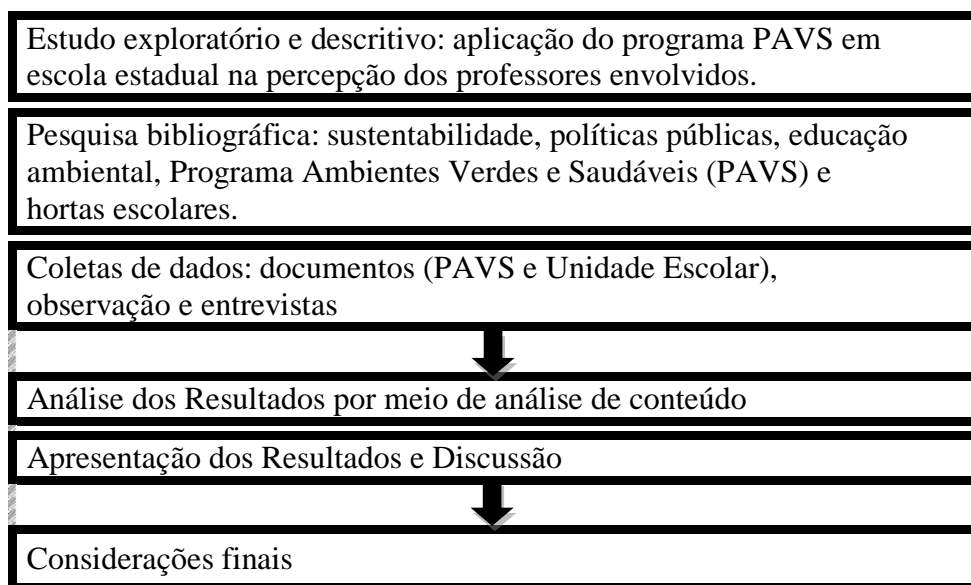 Estudo exploratório e descritivo: aplicação do programa PAVS em
escola estadual na percepção dos professores envolvidos.
Pesquisa bibliográfica: sustentabilidade, políticas públicas, educação
ambiental, Programa Ambientes Verdes e Saudáveis (PAVS) e
hortas escolares.
Coletas de dados: documentos (PAVS e Unidade Escolar),
observação e entrevistas
Análise dos Resultados por meio de análise de conteúdo
Apresentação dos Resultados e Discussão
Considerações finais